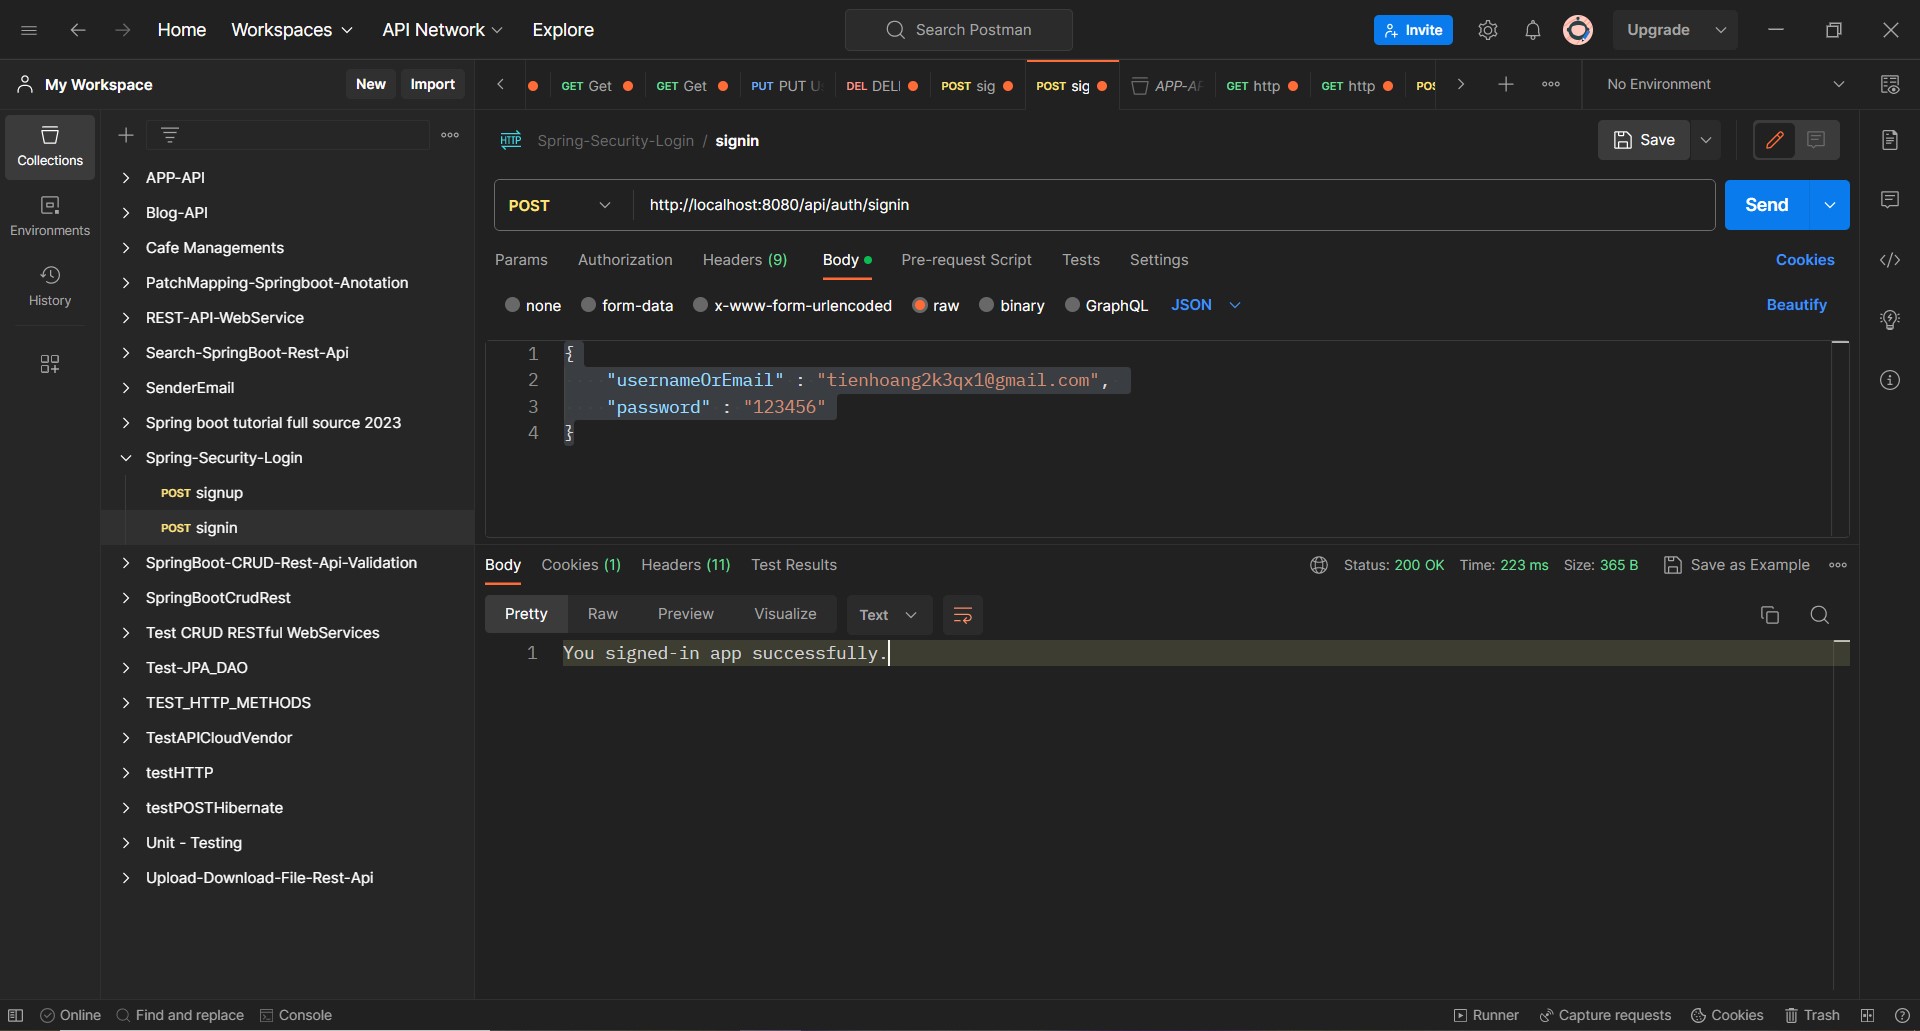 Home Workspaces API Network Explore Search Postman Invite Upgrade
My Workspace New Import GET Get GET Get PUT PUT U DEL DEL POST sig POST sig APP-AF GET http GET http POS No Environment
Spring-Security-Login / signin Save
Collections
Environments
History
APP-API
Blog-API
Cafe Managements
PatchMapping-Springboot-Anotation
REST-API-WebService
Search-SpringBoot-Rest-Api
SenderEmail
Spring boot tutorial full source 2023
Spring-Security-Login
POST signup
POST signin
SpringBoot-CRUD-Rest-Api-Validation
SpringBootCrudRest
Test CRUD RESTful WebServices
Test-JPA_DAO
TEST_HTTP_METHODS
TestAPICloudVendor
testHTTP
testPOSTHibernate
Unit - Testing
Upload-Download-File-Rest-Api
HTTP
POST http://localhost:8080/api/auth/signin Send
Params Authorization Headers (9) Body Pre-request Script Tests Settings Cookies
none form-data x-www-form-urlencoded raw binary GraphQL JSON Beautify
1 {
2 "usernameOrEmail" : "tienhoang2k3qx1@gmail.com",
3 "password" : "123456"
4 }
Body Cookies (1) Headers (11) Test Results Status: 200 OK Time: 223 ms Size: 365 B Save as Example
Pretty Raw Preview Visualize Text
1 You signed-in app successfully.
Online Find and replace Console Runner Capture requests Cookies Trash